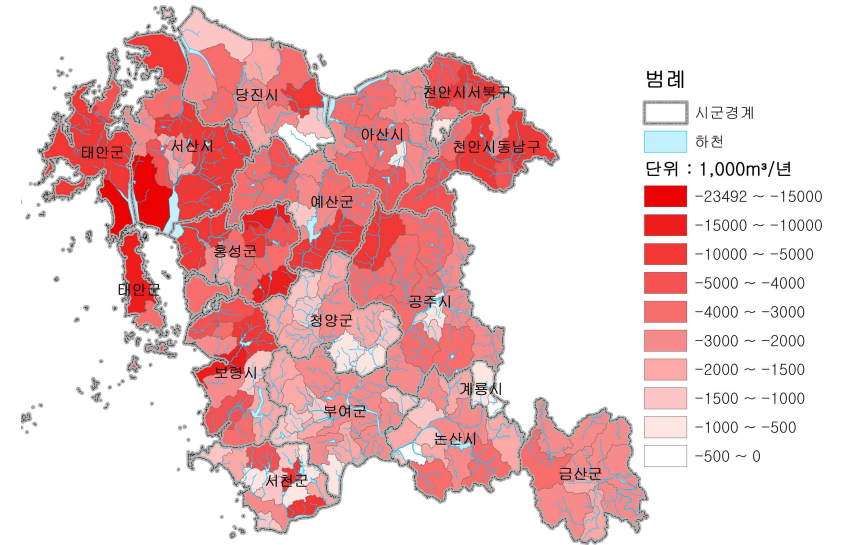 당진시
천안시서북구
아산시
서산시
천안시동남구
태안군
예산군
홍성군
태안군
공주시
청양군
보령시
계룡시
부여군
논산시
금산군
서천군
범례
시군경계
하천
단위 : 1,000m³/년
-23492 ~ -15000
-15000 ~ -10000
-10000 ~ -5000
-5000 ~ -4000
-4000 ~ -3000
-3000 ~ -2000
-2000 ~ -1500
-1500 ~ -1000
-1000 ~ -500
-500 ~ 0